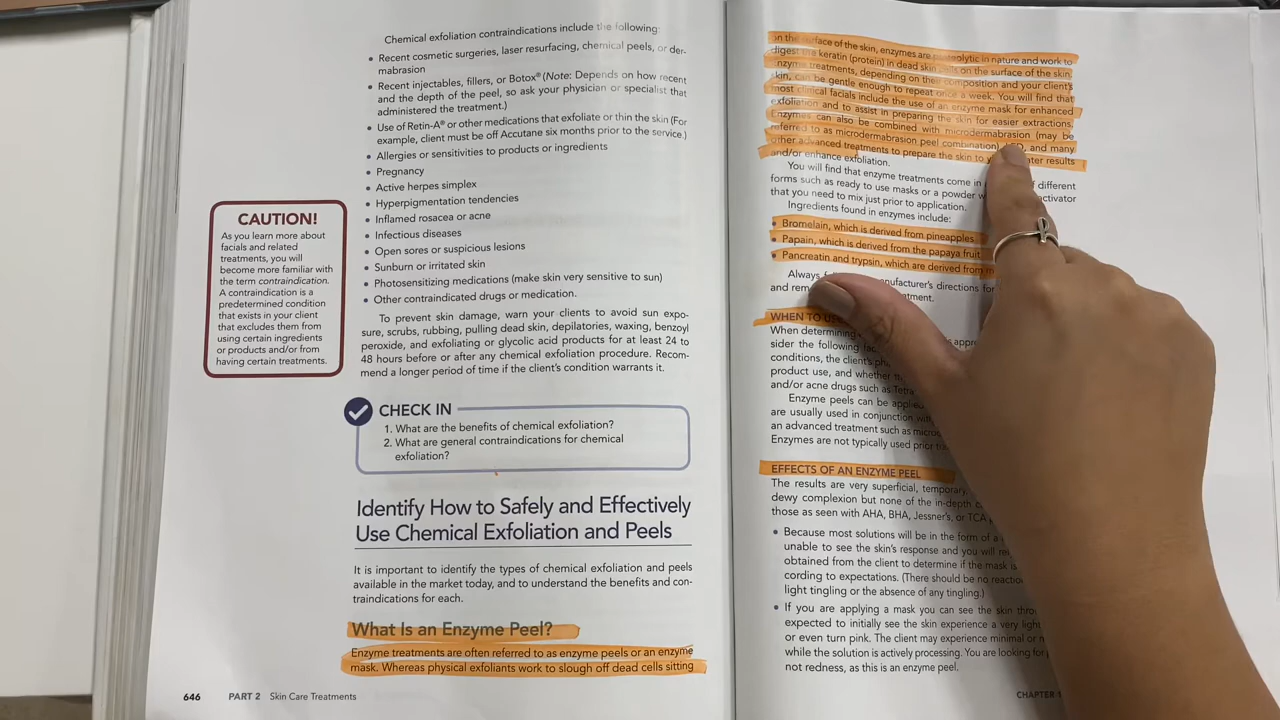 Chemical exfoliation contraindications include the following:
• Recent cosmetic surgeries, laser resurfacing, chemical peels, or der-
mabrasion
• Recent injectables, fillers, or Botox® (Note: Depends on how recent
and the depth of the peel, so ask your physician or specialist that
administered the treatment.)
• Use of Retin-A® or other medications that exfoliate or thin the skin (For
example, client must be off Accutane six months prior to the service.)
• Allergies or sensitivities to products or ingredients
• Pregnancy
• Active herpes simplex
• Hyperpigmentation tendencies
• Inflamed rosacea or acne
• Infectious diseases
• Open sores or suspicious lesions
• Sunburn or irritated skin
• Photosensitizing medications (make skin very sensitive to sun)
• Other contraindicated drugs or medication.
To prevent skin damage, warn your clients to avoid sun expo-
sure, scrubs, rubbing, pulling dead skin, depilatories, waxing, benzoyl
peroxide, and exfoliating or glycolic acid products for at least 24 to
48 hours before or after any chemical exfoliation procedure. Recom-
mend a longer period of time if the client's condition warrants it.
CAUTION!
As you learn more about
facials and related
treatments, you will
become more familiar with
the term contraindication.
A contraindication is a
predetermined condition
that exists in your client
that excludes them from
using certain ingredients
or products and/or from
having certain treatments.
CHECK IN
1. What are the benefits of chemical exfoliation?
2. What are general contraindications for chemical
exfoliation?
Identify How to Safely and Effectively
Use Chemical Exfoliation and Peels
It is important to identify the types of chemical exfoliation and peels
available in the market today, and to understand the benefits and con-
traindications for each.
What Is an Enzyme Peel?
Enzyme treatments are often referred to as enzyme peels or an enzyme
mask. Whereas physical exfoliants work to slough off dead cells sitting
646 PART 2 Skin Care Treatments
on the surface of the skin, enzymes are proteolytic in nature and work to
digest the keratin (protein) in dead skin cells on the surface of the skin.
Enzyme treatments, depending on their composition and your client's
skin, can be gentle enough to repeat once a week. You will find that
most clinical facials include the use of an enzyme mask for enhanced
exfoliation and to assist in preparing the skin for easier extractions.
Enzymes can also be combined with microdermabrasion (may be
referred to as microdermabrasion peel combination) and many
other advanced treatments to prepare the skin to results
and/or enhance exfoliation.
You will find that enzyme treatments come in different
forms such as ready to use masks or a powder activator
that you need to mix just prior to application.
Ingredients found in enzymes include:
• Bromelain, which is derived from pineapples
• Papain, which is derived from the papaya fruit
• Pancreatin and trypsin, which are derived from
Always manufacturer's directions for
and
WHEN TO
When determining
sider the following
conditions, the client's
product use, and whether
and/or acne drugs such as
Enzyme peels can be
are usually used in conjunction
an advanced treatment such as
Enzymes are not typically used
EFFECTS OF AN ENZYME PEEL
The results are very superficial, temporary,
dewy complexion but none of the in-depth
those as seen with AHA, BHA, Jessner's, or TCA
• Because most solutions will be in the form of a
unable to see the skin's response and you will
obtained from the client to determine if the mask is
cording to expectations. (There should be no
light tingling or the absence of any tingling.)
• If you are applying a mask you can see the skin
expected to initially see the skin experience a very
or even turn pink. The client may experience minimal or
while the solution is actively processing. You are looking
not redness, as this is an enzyme peel.